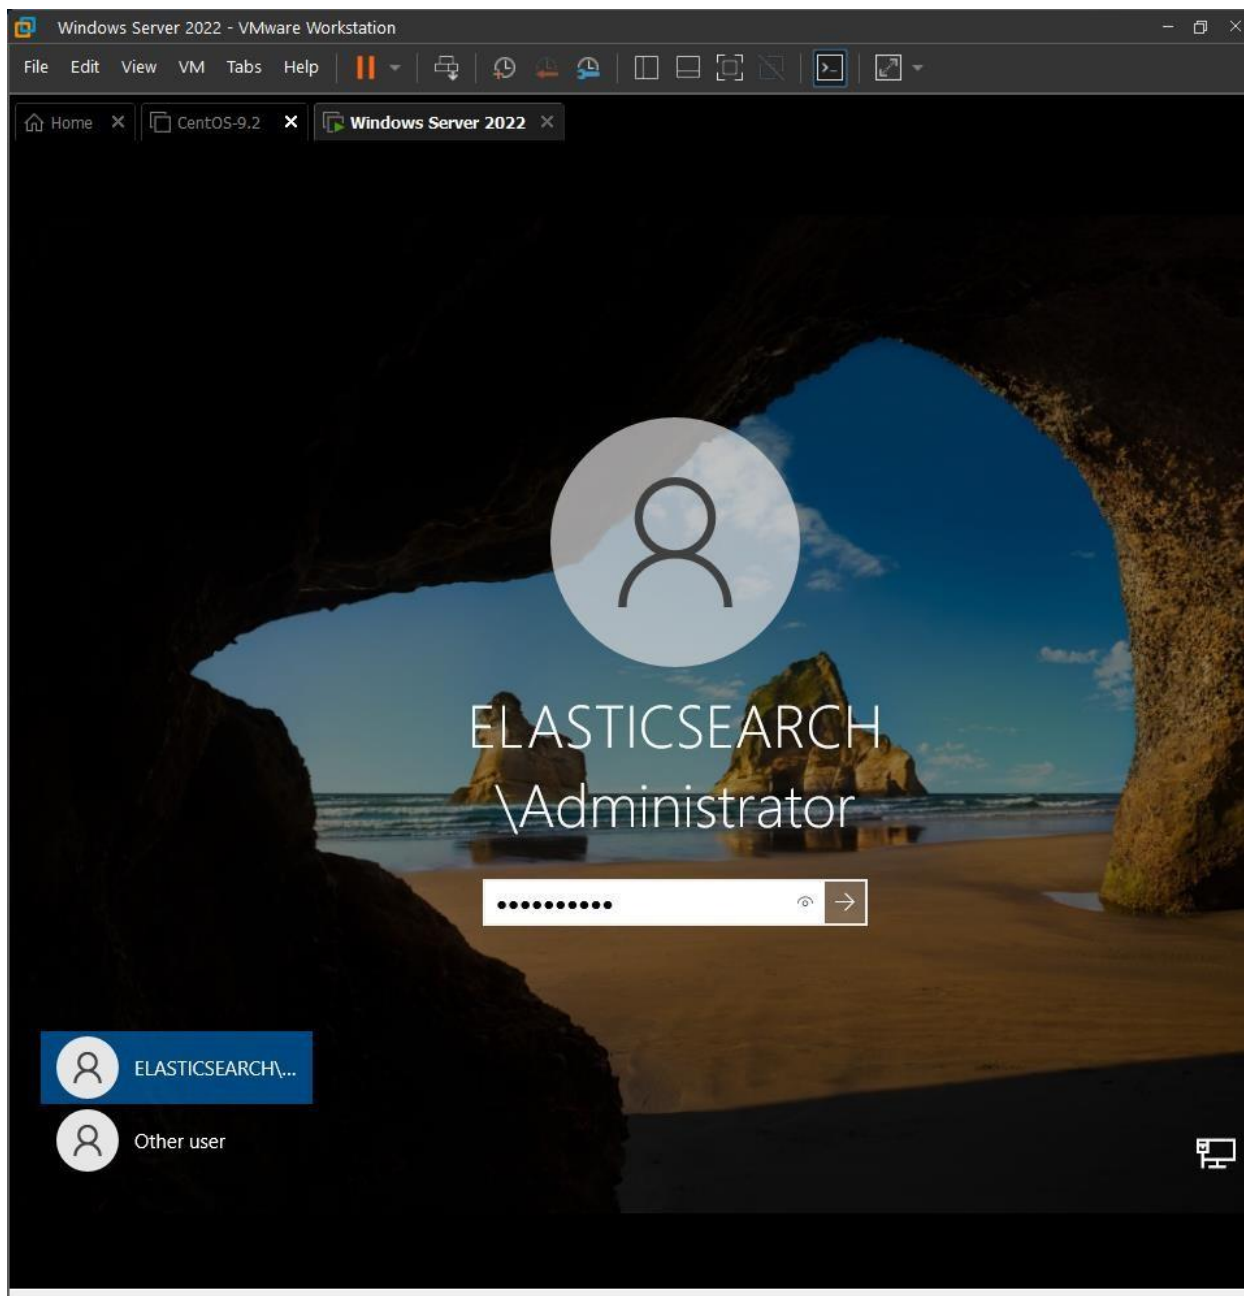 Windows Server 2022 - VMware Workstation
File Edit View VM Tabs Help
Home CentOS-9.2 Windows Server 2022
ELASTICSEARCH
\Administrator
ELASTICSEARCH\...
Other user